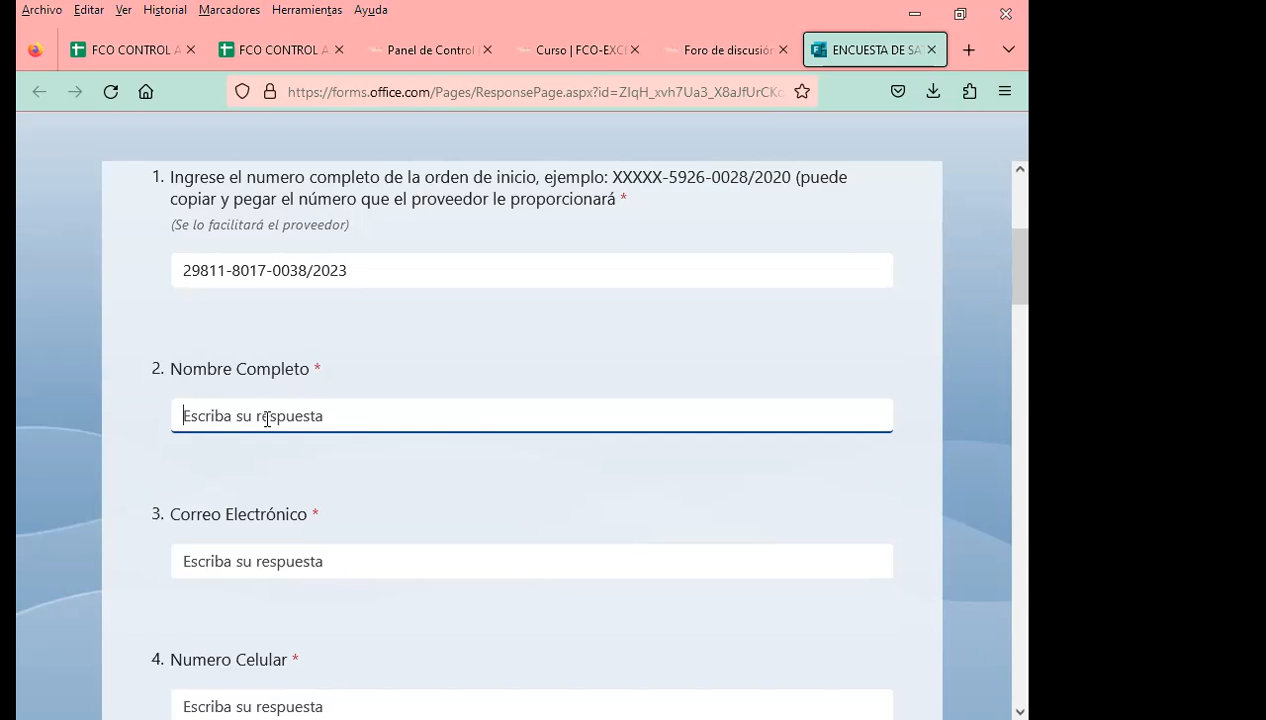 Archivo Editar Ver Historial Marcadores Herramientas Ayuda
FCO CONTROL A FCO CONTROL A Panel de Control Curso | FCO-EXCE Foro de discusión ENCUESTA DE SA
https://forms.office.com/Pages/ResponsePage.aspx?id=ZIqH_xvh7Ua3_X8aJfUrCKo
1. Ingrese el numero completo de la orden de inicio, ejemplo: XXXXX-5926-0028/2020 (puede
copiar y pegar el número que el proveedor le proporcionará *
(Se lo facilitará el proveedor)
29811-8017-0038/2023
2. Nombre Completo *
Escriba su respuesta
3. Correo Electrónico *
Escriba su respuesta
4. Numero Celular *
Escriba su respuesta